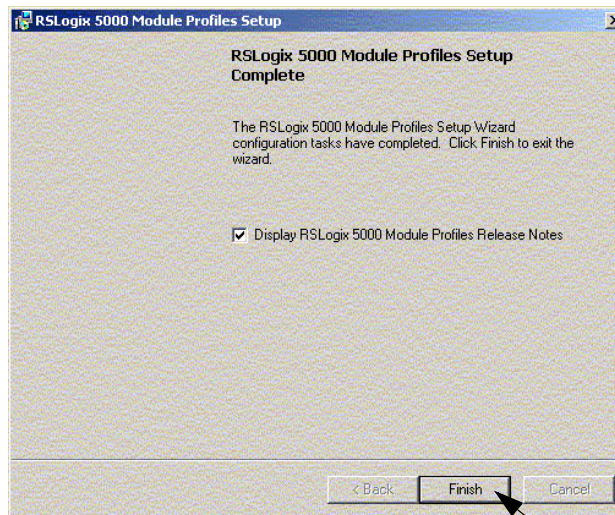 RSLogix 5000 Module Profiles Setup
RSLogix 5000 Module Profiles Setup
Complete
The RSLogix 5000 Module Profiles Setup Wizard
configuration tasks have completed. Click Finish to exit the
wizard.
Display RSLogix 5000 Module Profiles Release Notes
< Back
Finish
Cancel